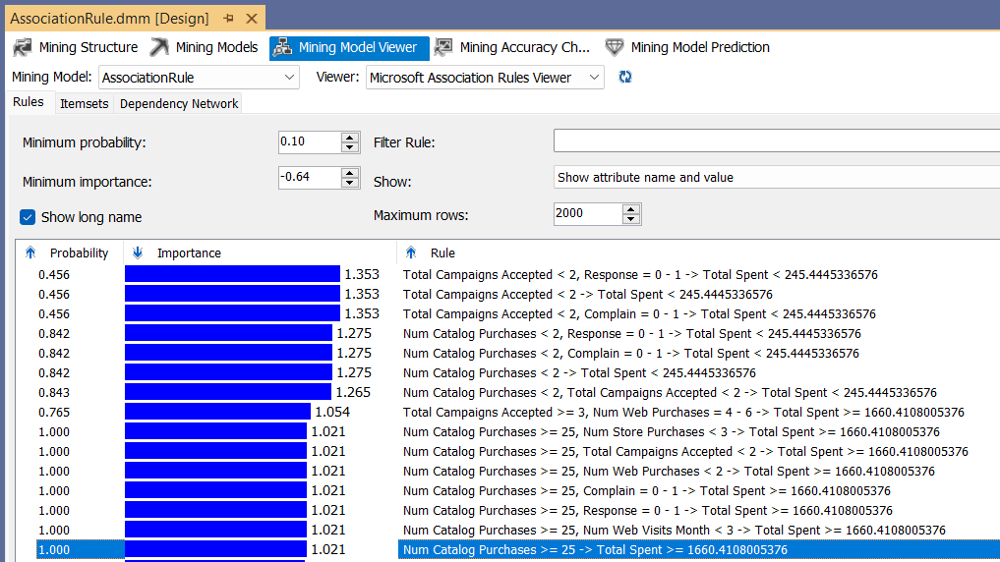 AssociationRule.dmm [Design]
Mining Structure Mining Models Mining Model Viewer Mining Accuracy Ch... Mining Model Prediction
Mining Model: AssociationRule Viewer: Microsoft Association Rules Viewer
Rules Itemsets Dependency Network
Minimum probability: 0.10 Filter Rule:
Minimum importance: -0.64 Show: Show attribute name and value
Show long name Maximum rows: 2000
Probability Importance Rule
0.456 1.353 Total Campaigns Accepted < 2, Response = 0 - 1 -> Total Spent < 245.4445336576
0.456 1.353 Total Campaigns Accepted < 2 -> Total Spent < 245.4445336576
0.456 1.353 Total Campaigns Accepted < 2, Complain = 0 - 1 -> Total Spent < 245.4445336576
0.842 1.275 Num Catalog Purchases < 2, Response = 0 - 1 -> Total Spent < 245.4445336576
0.842 1.275 Num Catalog Purchases < 2, Complain = 0 - 1 -> Total Spent < 245.4445336576
0.842 1.275 Num Catalog Purchases < 2 -> Total Spent < 245.4445336576
0.843 1.265 Num Catalog Purchases < 2, Total Campaigns Accepted < 2 -> Total Spent < 245.4445336576
0.765 1.054 Total Campaigns Accepted >= 3, Num Web Purchases = 4 - 6 -> Total Spent >= 1660.4108005376
1.000 1.021 Num Catalog Purchases >= 25, Num Store Purchases < 3 -> Total Spent >= 1660.4108005376
1.000 1.021 Num Catalog Purchases >= 25, Total Campaigns Accepted < 2 -> Total Spent >= 1660.4108005376
1.000 1.021 Num Catalog Purchases >= 25, Num Web Purchases < 2 -> Total Spent >= 1660.4108005376
1.000 1.021 Num Catalog Purchases >= 25, Complain = 0 - 1 -> Total Spent >= 1660.4108005376
1.000 1.021 Num Catalog Purchases >= 25, Response = 0 - 1 -> Total Spent >= 1660.4108005376
1.000 1.021 Num Catalog Purchases >= 25, Num Web Visits Month < 3 -> Total Spent >= 1660.4108005376
1.000 1.021 Num Catalog Purchases >= 25 -> Total Spent >= 1660.4108005376